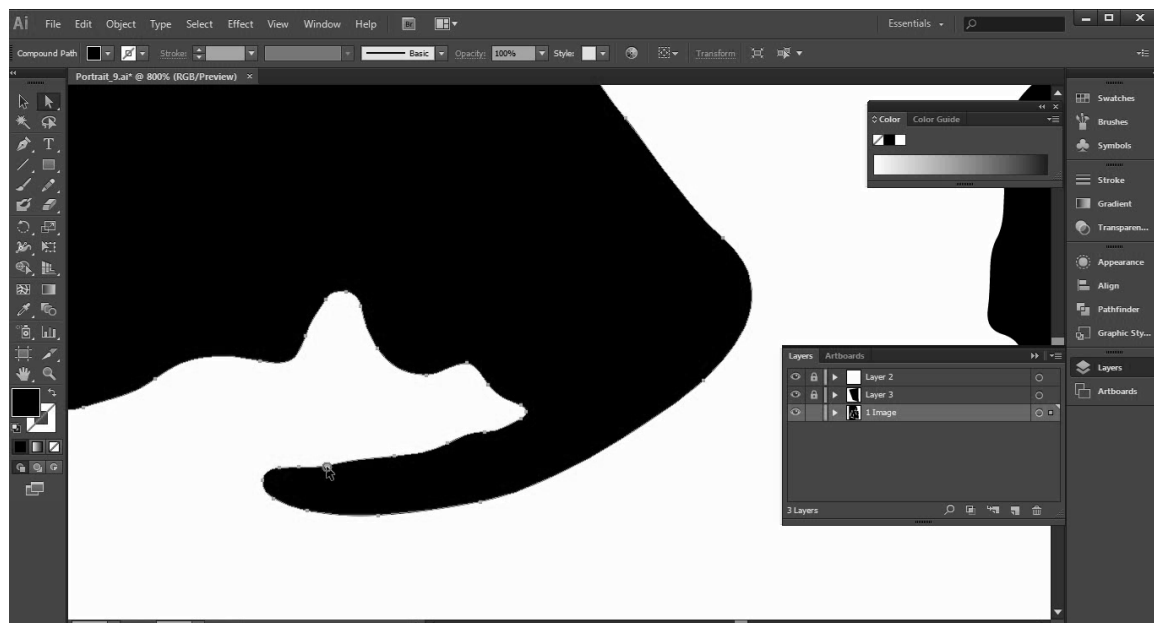 Ai File Edit Object Type Select Effect View Window Help Br Essentials
Compound Path Stroke: Basic Opacity: 100% Style: Transform
Portrait_9.ai* @ 800% (RGB/Preview) ×
Color Color Guide
Swatches
Brushes
Symbols
Stroke
Gradient
Transparen...
Appearance
Align
Pathfinder
Graphic Sty...
Layers
Artboards
Layers Artboards
Layer 2
Layer 3
1 Image
3 Layers